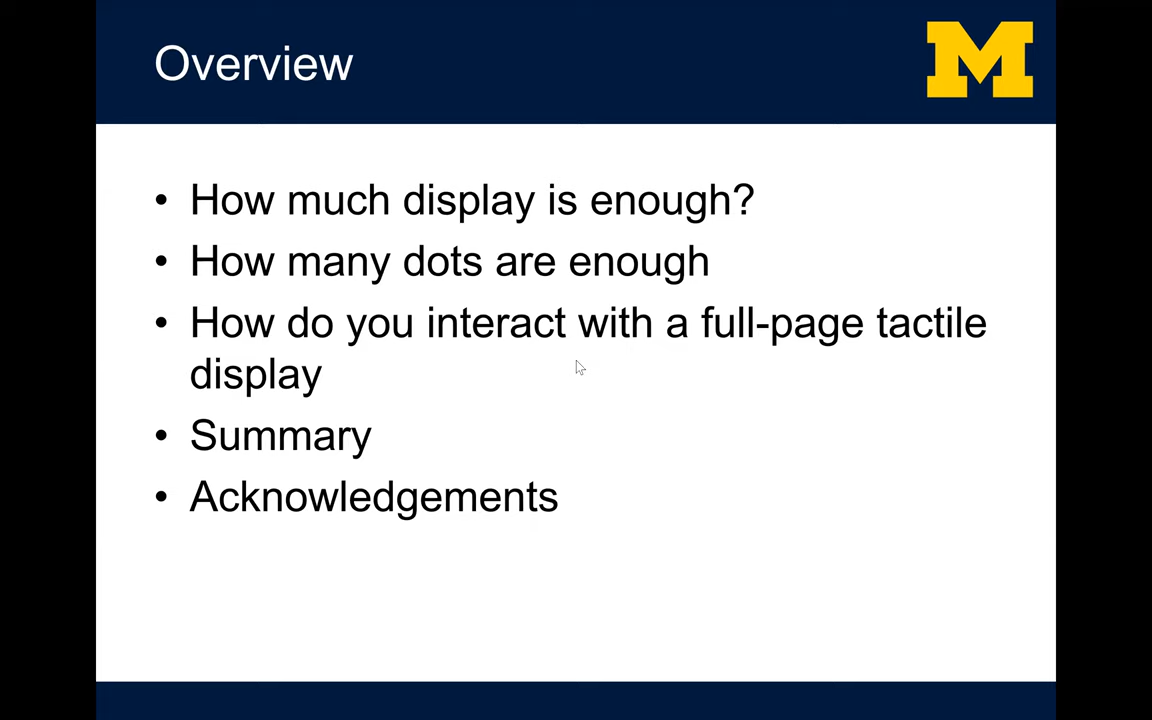 Overview
M
• How much display is enough?
• How many dots are enough
• How do you interact with a full-page tactile
display
• Summary
• Acknowledgements